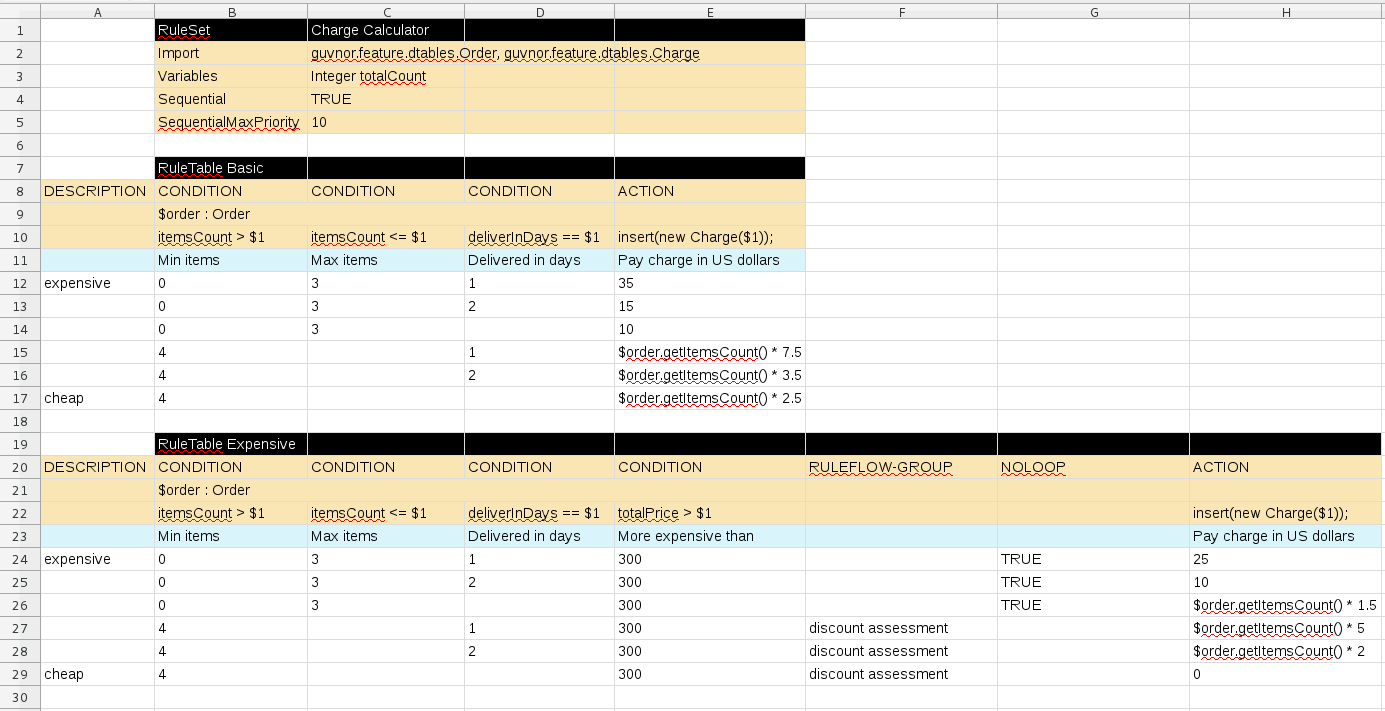 A B C D E F G H
1 RuleSet Charge Calculator
2 Import guvnor.feature.dtables.Order, guvnor.feature.dtables.Charge
3 Variables Integer totalCount
4 Sequential TRUE
5 SequentialMaxPriority 10
6
7 RuleTable Basic
8 DESCRIPTION CONDITION CONDITION CONDITION ACTION
9 $order : Order
10 itemsCount > $1 itemsCount <= $1 deliverInDays == $1 insert(new Charge($1));
11 Min items Max items Delivered in days Pay charge in US dollars
12 expensive 0 3 1 35
13 0 3 2 15
14 0 3 10
15 4 1 $order.getItemsCount() * 7.5
16 4 2 $order.getItemsCount() * 3.5
17 cheap 4 $order.getItemsCount() * 2.5
18
19 RuleTable Expensive
20 DESCRIPTION CONDITION CONDITION CONDITION CONDITION RULEFLOW-GROUP NOLOOP ACTION
21 $order : Order
22 itemsCount > $1 itemsCount <= $1 deliverInDays == $1 totalPrice > $1 insert(new Charge($1));
23 Min items Max items Delivered in days More expensive than Pay charge in US dollars
24 expensive 0 3 1 300 TRUE 25
25 0 3 2 300 TRUE 10
26 0 3 300 TRUE $order.getItemsCount() * 1.5
27 4 1 300 discount assessment $order.getItemsCount() * 5
28 4 2 300 discount assessment $order.getItemsCount() * 2
29 cheap 4 300 discount assessment 0
30